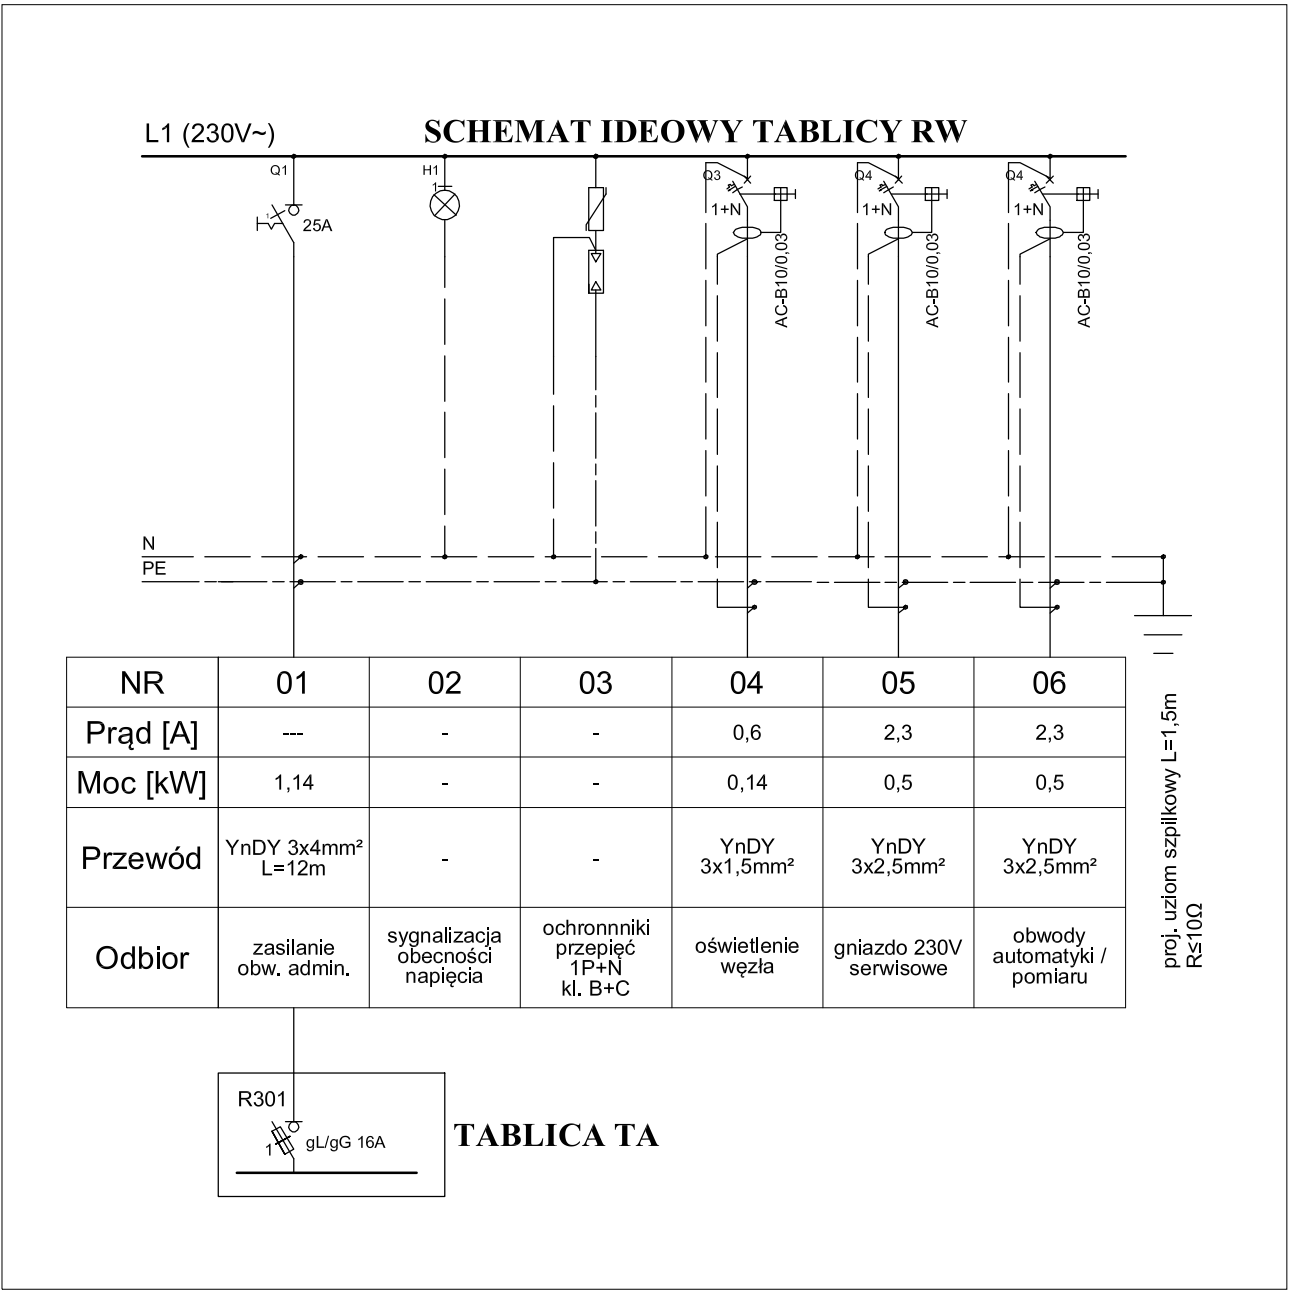 L1 (230V~)
SCHEMAT IDEOWY TABLICY RW
Q1
H1
Q3
Q4
Q4
1
1
25A
1+N
1+N
1+N
AC-B10/0,03
AC-B10/0,03
AC-B10/0,03
N
PE
NR 01 02 03 04 05 06
Prąd [A] --- - - 0,6 2,3 2,3
Moc [kW] 1,14 - - 0,14 0,5 0,5
Przewód
YnDY 3x4mm²
L=12m
-
-
YnDY
3x1,5mm²
YnDY
3x2,5mm²
YnDY
3x2,5mm²
Odbior
zasilanie
obw. admin.
sygnalizacja
obecności
napięcia
ochronnniki
przepięć
1P+N
kl. B+C
oświetlenie
węzła
gniazdo 230V
serwisowe
obwody
automatyki /
pomiaru
proj. uziom szpilkowy L=1,5m
R≤10Ω
R301
1
gL/gG 16A
TABLICA TA